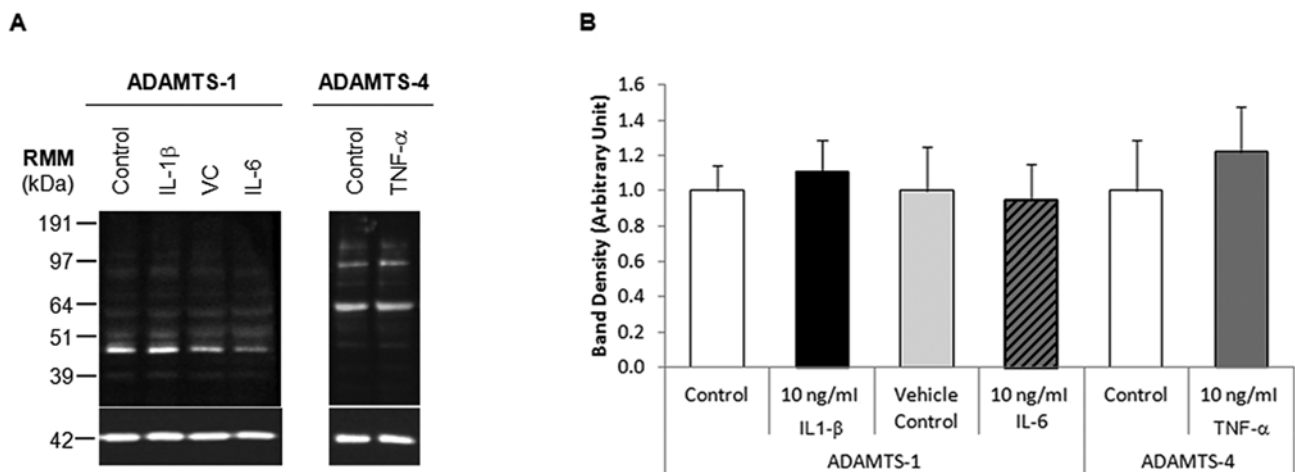 A
ADAMTS-1
ADAMTS-4
RMM
(kDa)
Control
IL-1β
VC
IL-6
Control
TNF-α
191
97
64
51
39
42
B
Band Density (Arbitrary Unit)
1.6
1.4
1.2
1.0
0.8
0.6
0.4
0.2
0.0
Control
10 ng/ml
Vehicle
Control
10 ng/ml
Control
10 ng/ml
IL1-β
IL-6
TNF-α
ADAMTS-1
ADAMTS-4